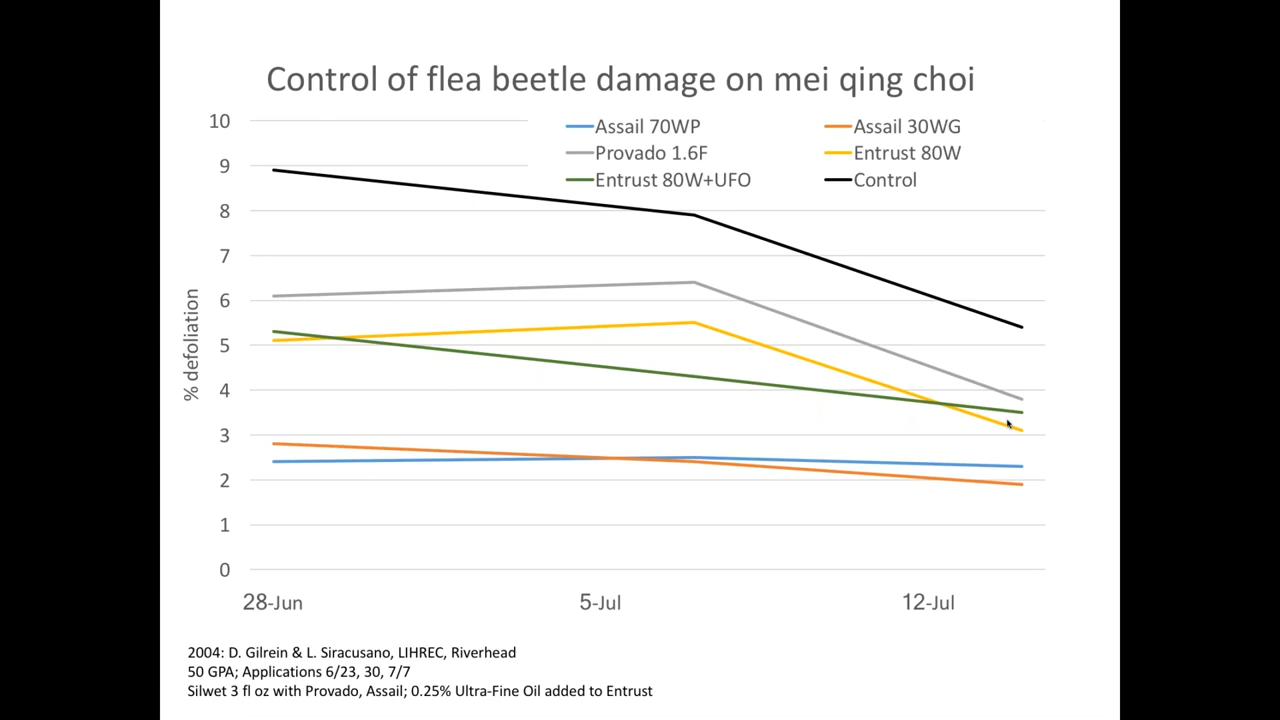 Control of flea beetle damage on mei qing choi
Assail 70WP
Assail 30WG
Provado 1.6F
Entrust 80W
Entrust 80W+UFO
Control
% defoliation
10
9
8
7
6
5
4
3
2
1
0
28-Jun
5-Jul
12-Jul
2004: D. Gilrein & L. Siracusano, LIHREC, Riverhead
50 GPA; Applications 6/23, 30, 7/7
Silwet 3 fl oz with Provado, Assail; 0.25% Ultra-Fine Oil added to Entrust